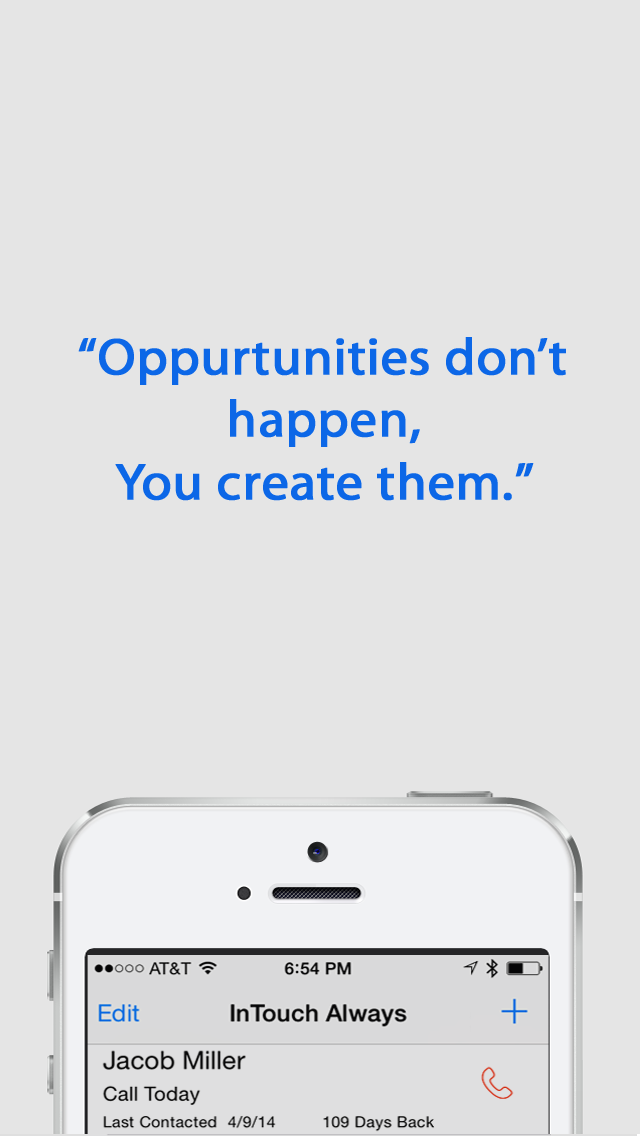 “Oppurtunities don’t
happen,
You create them.”
AT&T 6:54 PM
Edit InTouch Always +
Jacob Miller
Call Today
Last Contacted 4/9/14 109 Days Back